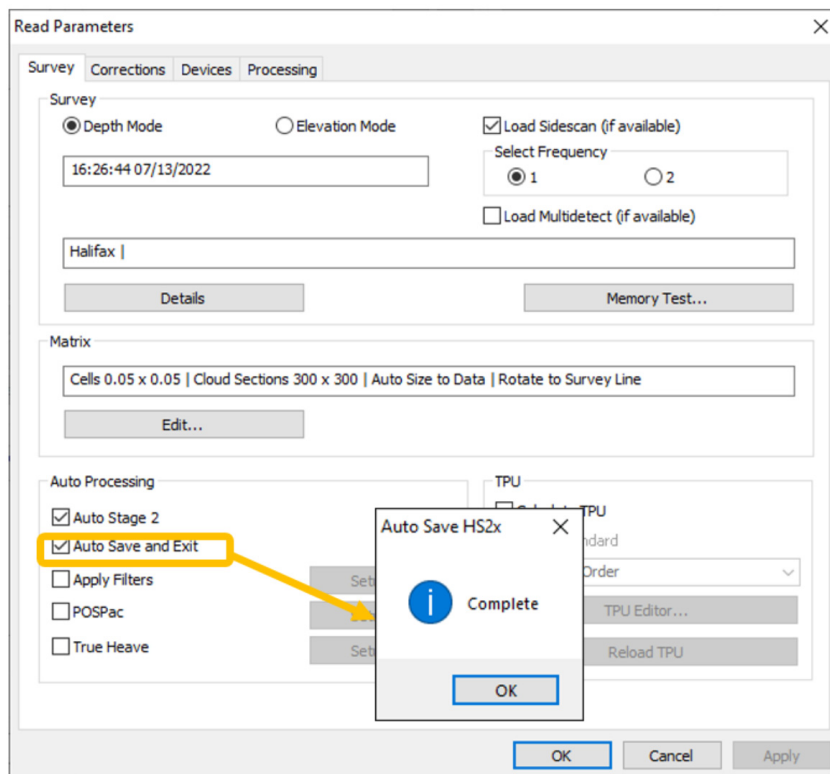 Read Parameters
Survey Corrections Devices Processing
Survey
Depth Mode Elevation Mode Load Sidescan (if available)
Select Frequency
16:26:44 07/13/2022
1 2
Load Multidetect (if available)
Halifax |
Details Memory Test...
Matrix
Cells 0.05 x 0.05 | Cloud Sections 300 x 300 | Auto Size to Data | Rotate to Survey Line
Edit...
Auto Processing TPU
Auto Stage 2
TPU
Auto Save and Exit
Apply Filters
Order
POSPac
TPU Editor...
True Heave
Reload TPU
Auto Save HS2x
Complete
OK
OK Cancel Apply